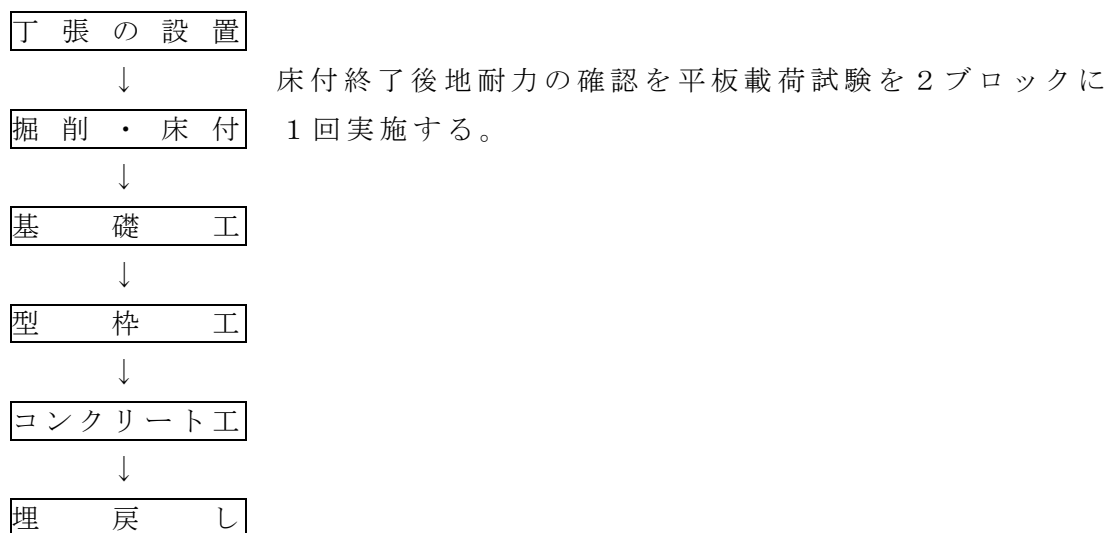 丁張の設置
↓
床付終了後地耐力の確認を平板載荷試験を２ブロックに
掘削・床付
１回実施する。
↓
基礎工
↓
型枠工
↓
コンクリート工
↓
埋戻し